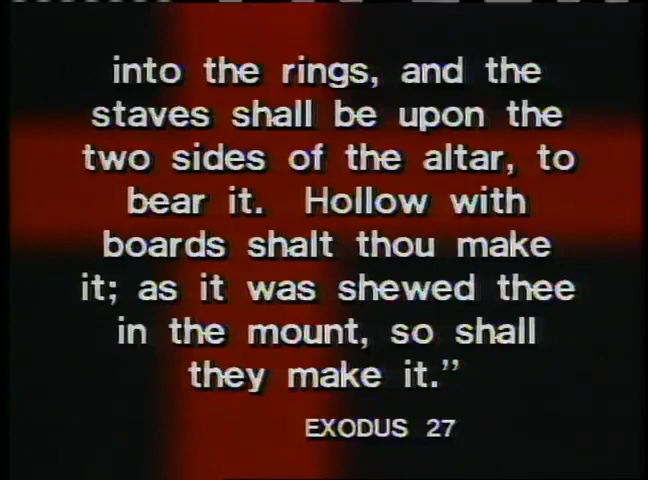 into the rings, and the
staves shall be upon the
two sides of the altar, to
bear it.  Hollow with
boards shalt thou make
it; as it was shewed thee
in the mount, so shall
they make it.”
EXODUS 27